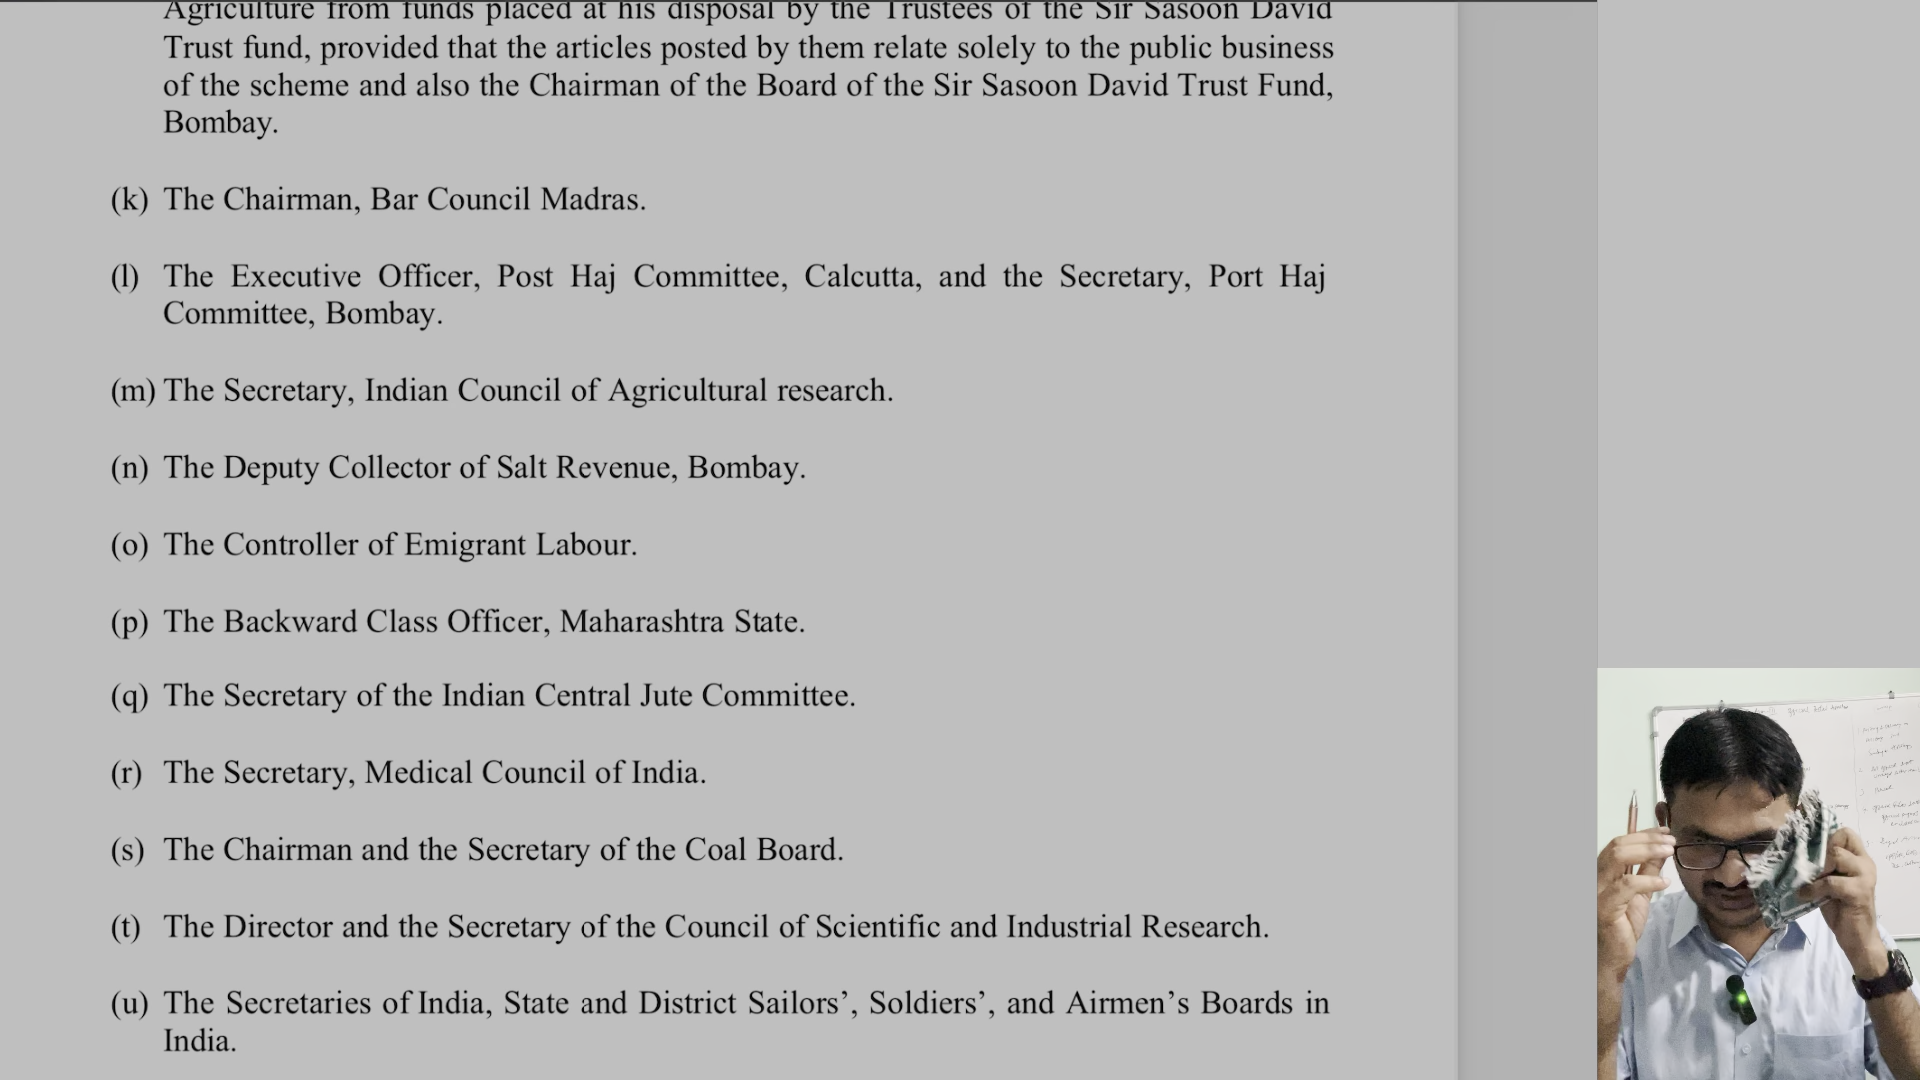 Agriculture from funds placed at his disposal by the Trustees of the Sir Sasoon David
Trust fund, provided that the articles posted by them relate solely to the public business
of the scheme and also the Chairman of the Board of the Sir Sasoon David Trust Fund,
Bombay.
(k) The Chairman, Bar Council Madras.
(l) The Executive Officer, Post Haj Committee, Calcutta, and the Secretary, Port Haj
Committee, Bombay.
(m) The Secretary, Indian Council of Agricultural research.
(n) The Deputy Collector of Salt Revenue, Bombay.
(o) The Controller of Emigrant Labour.
(p) The Backward Class Officer, Maharashtra State.
(q) The Secretary of the Indian Central Jute Committee.
(r) The Secretary, Medical Council of India.
(s) The Chairman and the Secretary of the Coal Board.
(t) The Director and the Secretary of the Council of Scientific and Industrial Research.
(u) The Secretaries of India, State and District Sailors’, Soldiers’, and Airmen’s Boards in
India.